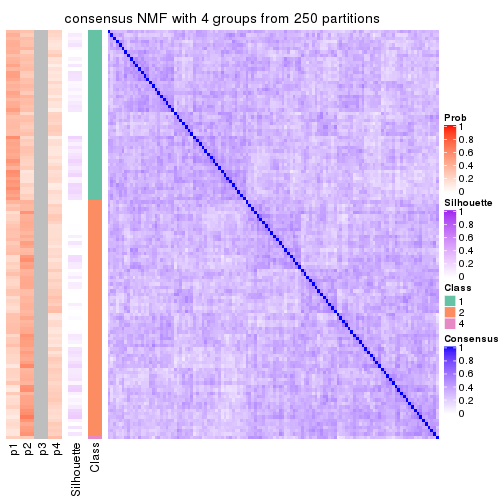 consensus NMF with 4 groups from 250 partitions
Prob
1
0.8
0.6
0.4
0.2
0
Silhouette
1
0.8
0.6
0.4
0.2
0
Class
1
2
4
Consensus
1
0.8
0.6
0.4
0.2
0
p1
p2
p3
p4
Silhouette
Class